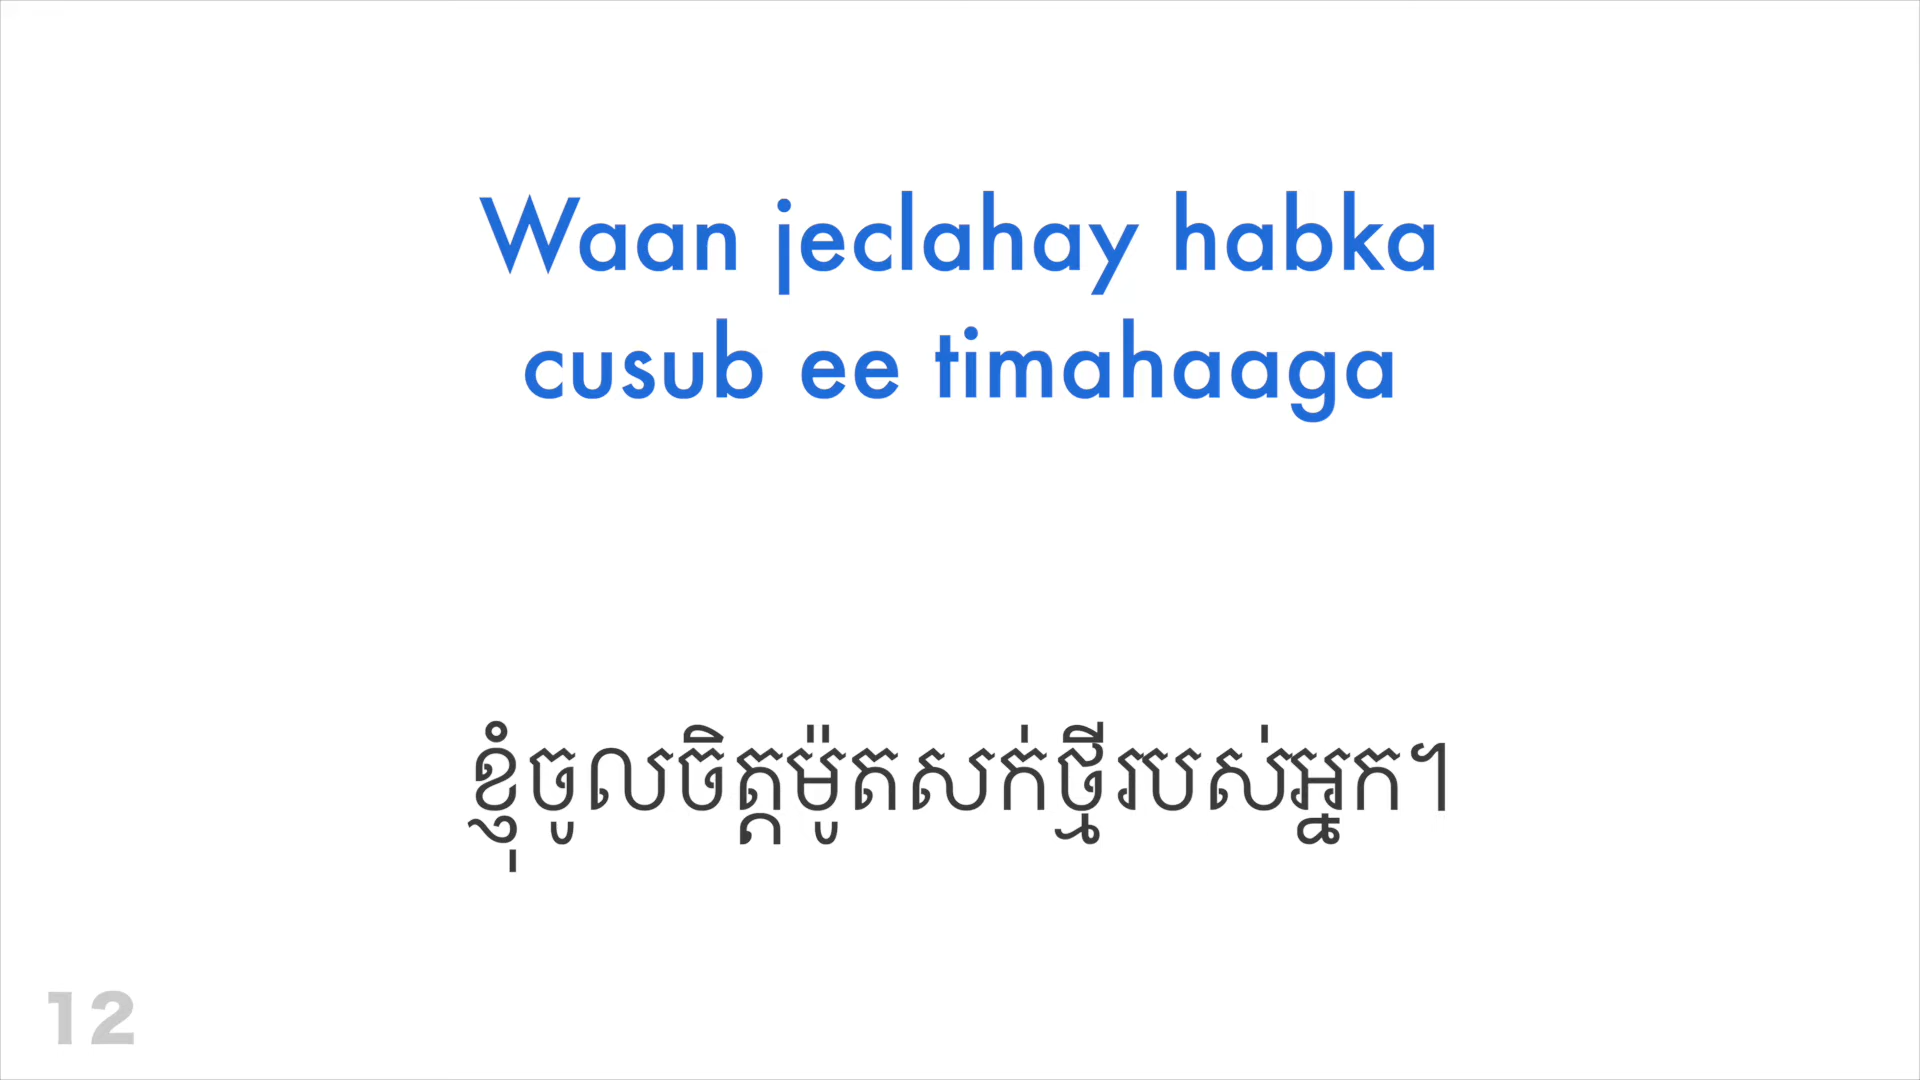 Waan jeclahay habka
cusub ee timahaaga
ខ្ញុំចូលចិត្តម៉ូតសក់ថ្មីរបស់អ្នក។
12